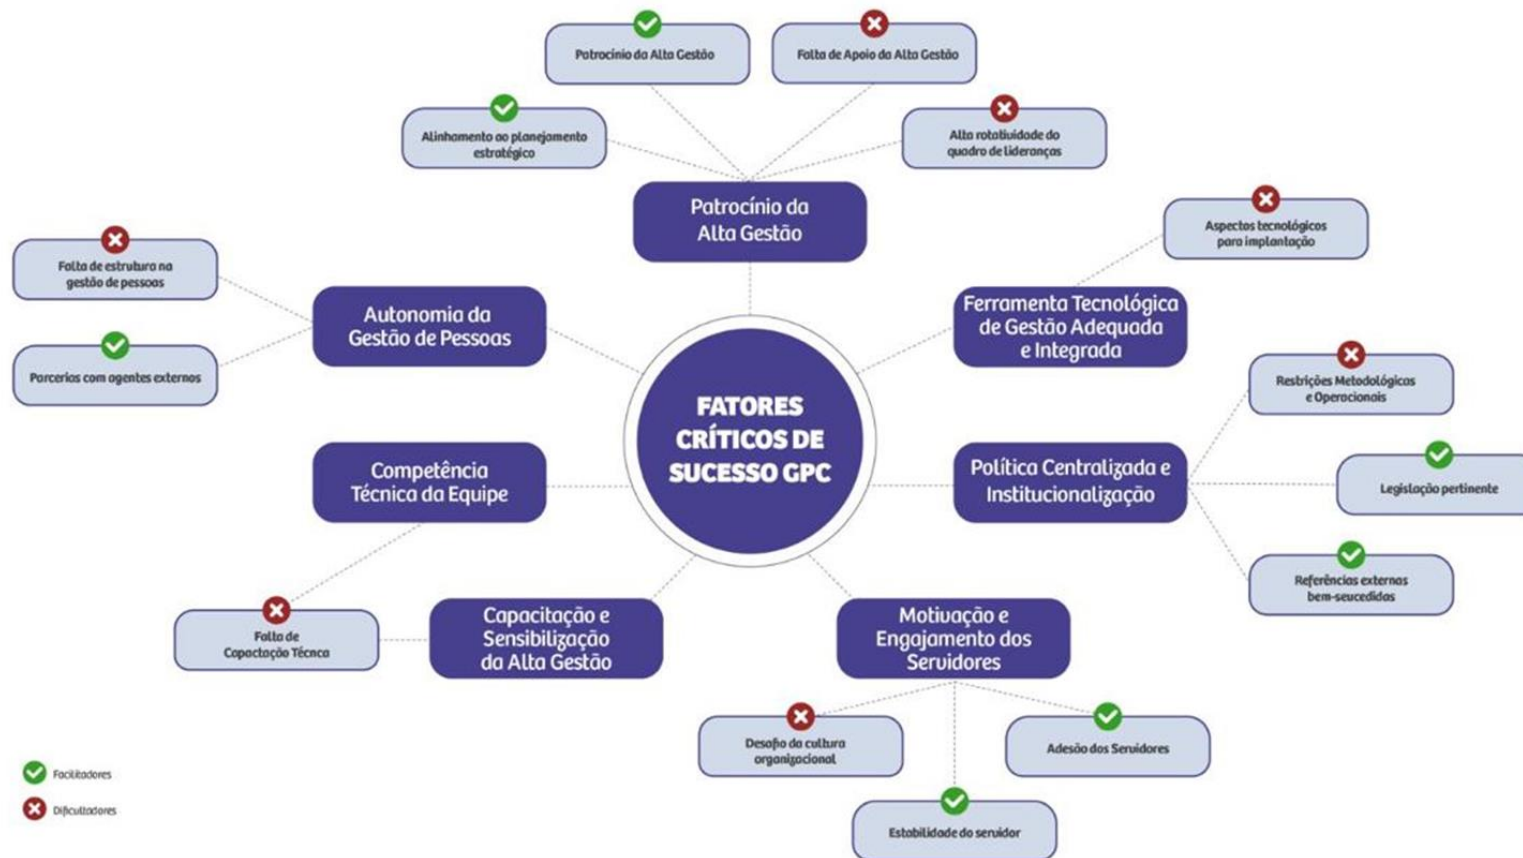 Patrocínio da Alta Gestão
Falta de Apoio da Alta Gestão
Alinhamento ao planejamento
estratégico
Alta rotatividade do
quadro de lideranças
Patrocínio da
Alta Gestão
Aspectos tecnológicos
para implantação
Falta de estrutura na
gestão de pessoas
Autonomia da
Gestão de Pessoas
Ferramenta Tecnológica
de Gestão Adequada
e Integrada
Parcerias com agentes externos
Restrições Metodológicas
e Operacionais
FATORES
CRÍTICOS DE
SUCESSO GPC
Competência
Técnica da Equipe
Política Centralizada e
Institucionalização
Legislação pertinente
Referências externas
bem-seucedidas
Falta de
Capactação Técnca
Capacitação e
Sensibilização
da Alta Gestão
Motivação e
Engajamento dos
Servidores
Desafio da cultura
organizacional
Adesão dos Servidores
Estabilidade do servidor
Facilitadores
Dificultadores